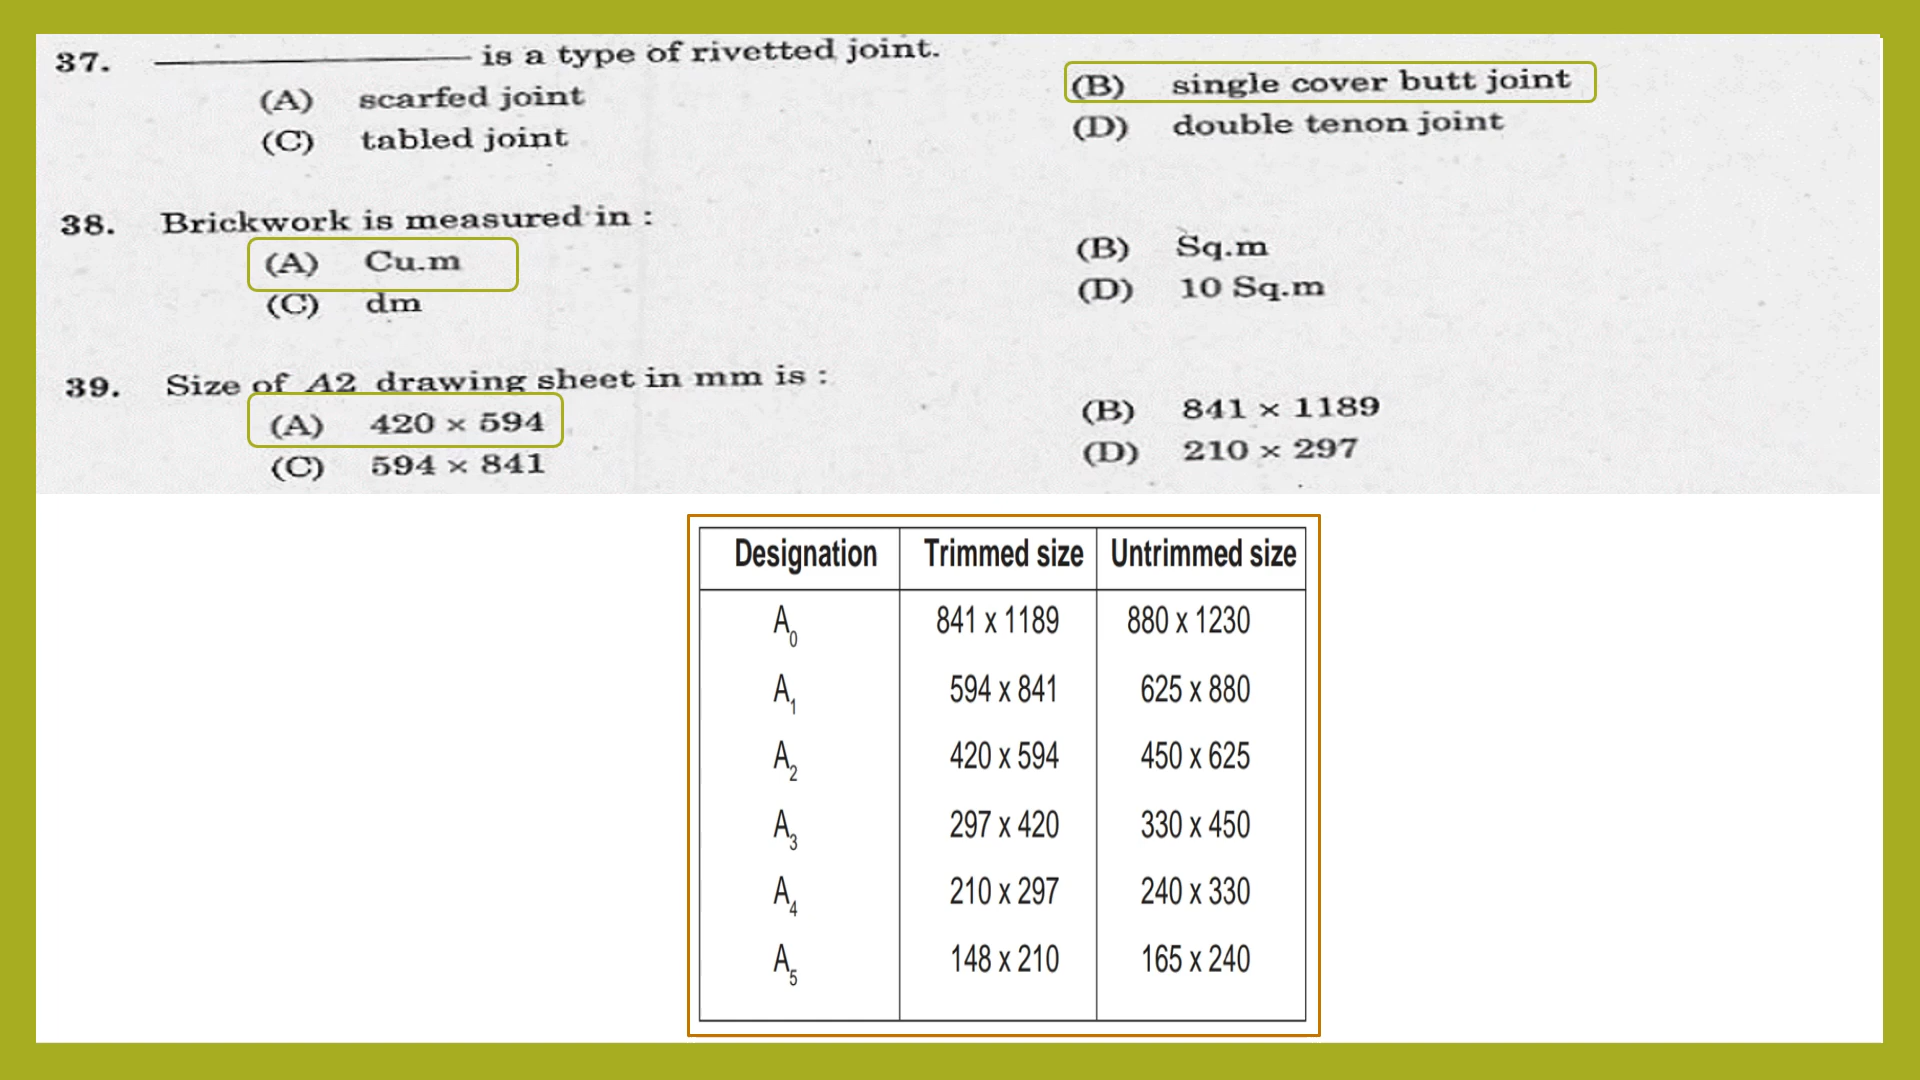 37. ____________ is a type of rivetted joint.
(A) scarfed joint (B) single cover butt joint
(C) tabled joint (D) double tenon joint
38. Brickwork is measured in :
(A) Cu.m (B) Sq.m
(C) dm (D) 10 Sq.m
39. Size of A2 drawing sheet in mm is :
(A) 420 × 594 (B) 841 × 1189
(C) 594 × 841 (D) 210 × 297
Designation Trimmed size Untrimmed size
A0 841 x 1189 880 x 1230
A1 594 x 841 625 x 880
A2 420 x 594 450 x 625
A3 297 x 420 330 x 450
A4 210 x 297 240 x 330
A5 148 x 210 165 x 240